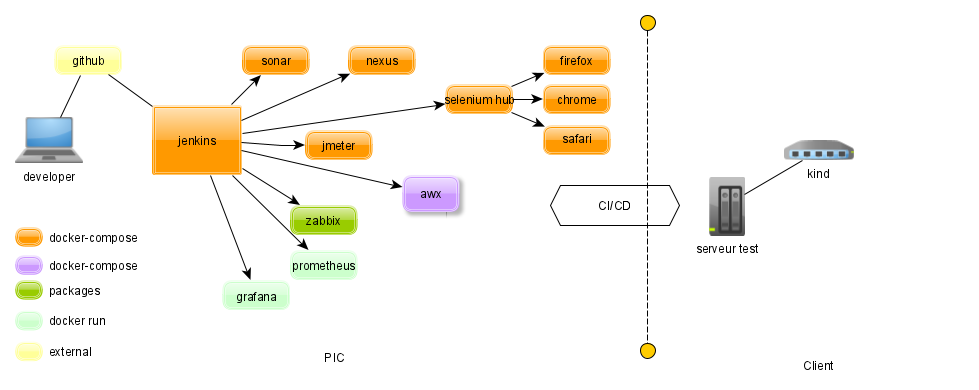 github
sonar
nexus
firefox
selenium hub
chrome
jenkins
jmeter
safari
developer
kind
awx
CI/CD
zabbix
docker-compose
serveur test
docker-compose
prometheus
packages
grafana
docker run
external
PIC
Client